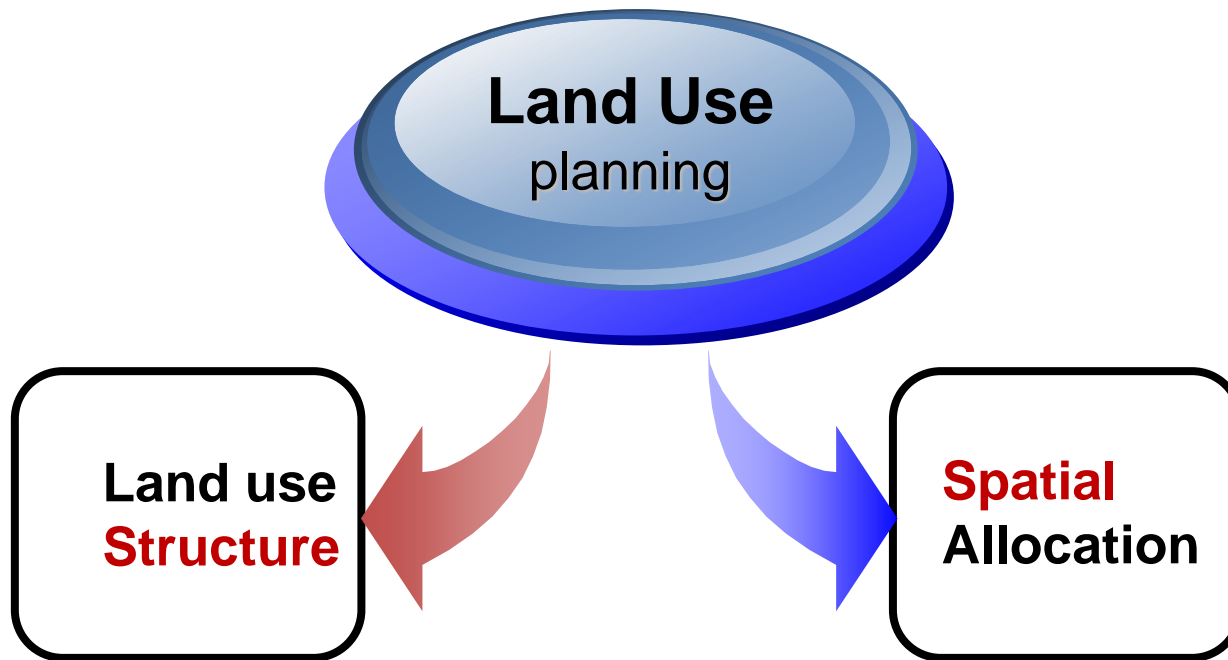 Land Use
planning
Land use
Structure
Spatial
Allocation